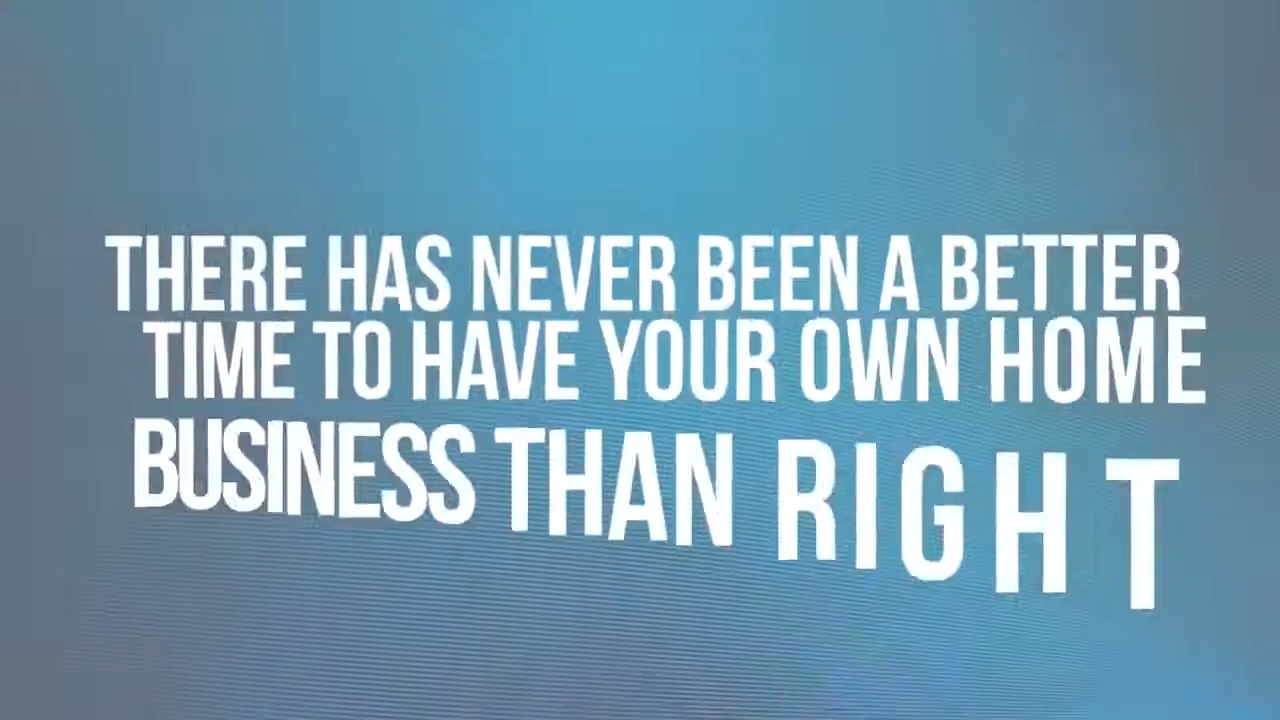 THERE HAS NEVER BEEN A BETTER
TIME TO HAVE YOUR OWN HOME
BUSINESS THAN RIGHT